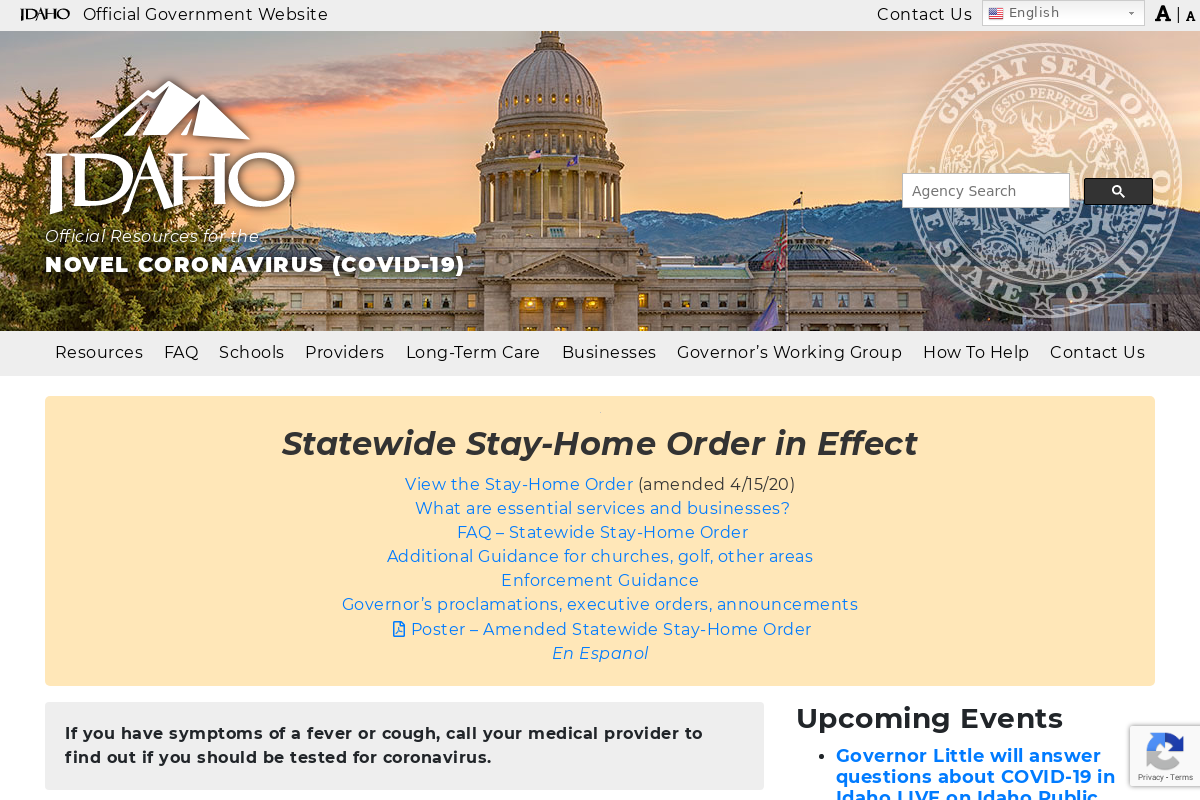 IDAHO Official Government Website
Contact Us
English
A | A
IDAHO
Official Resources for the
NOVEL CORONAVIRUS (COVID-19)
GREAT SEAL OF
ESTO PERPETUA
THE STATE OF IDAHO
Agency Search
Resources FAQ Schools Providers Long-Term Care Businesses Governor’s Working Group How To Help Contact Us
Statewide Stay-Home Order in Effect
View the Stay-Home Order (amended 4/15/20)
What are essential services and businesses?
FAQ – Statewide Stay-Home Order
Additional Guidance for churches, golf, other areas
Enforcement Guidance
Governor’s proclamations, executive orders, announcements
Poster – Amended Statewide Stay-Home Order
En Espanol
If you have symptoms of a fever or cough, call your medical provider to
find out if you should be tested for coronavirus.
Upcoming Events
• Governor Little will answer
questions about COVID-19 in
Idaho LIVE on Idaho Public
Privacy - Terms